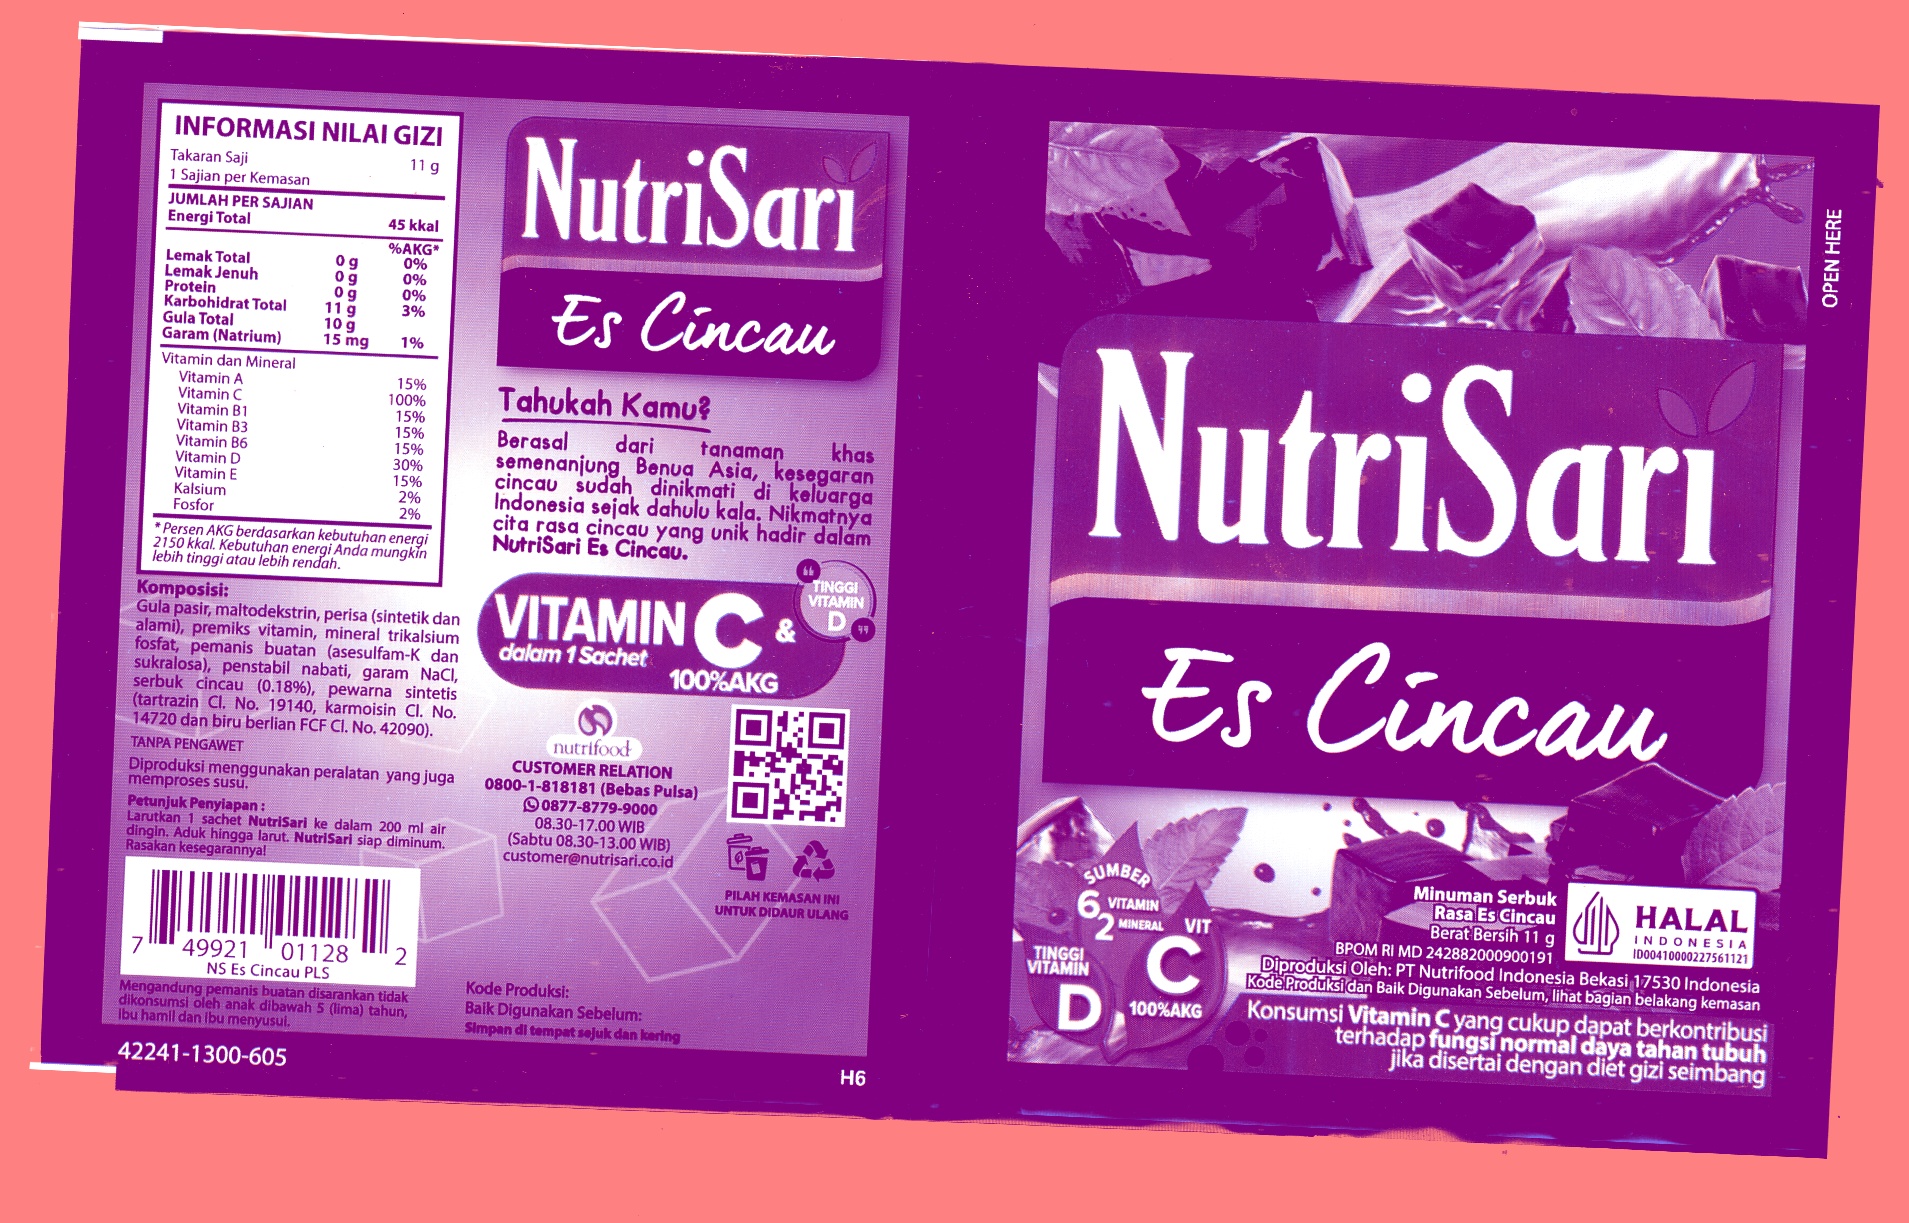 INFORMASI NILAI GIZI
Takaran Saji 11 g
1 Sajian per Kemasan
JUMLAH PER SAJIAN
Energi Total 45 kkal
%AKG*
Lemak Total 0 g 0%
Lemak Jenuh 0 g 0%
Protein 0 g 0%
Karbohidrat Total 11 g 3%
Gula Total 10 g
Garam (Natrium) 15 mg 1%
Vitamin dan Mineral
Vitamin A 15%
Vitamin C 100%
Vitamin B1 15%
Vitamin B3 15%
Vitamin B6 15%
Vitamin D 30%
Vitamin E 15%
Kalsium 2%
Fosfor 2%
* Persen AKG berdasarkan kebutuhan energi
2150 kkal. Kebutuhan energi Anda mungkin
lebih tinggi atau lebih rendah.
Komposisi:
Gula pasir, maltodekstrin, perisa (sintetik dan
alami), premiks vitamin, mineral trikalsium
fosfat, pemanis buatan (asesulfam-K dan
sukralosa), penstabil nabati, garam NaCl,
serbuk cincau (0.18%), pewarna sintetis
(tartrazin CI. No. 19140, karmoisin CI. No.
14720 dan biru berlian FCF CI. No. 42090).
TANPA PENGAWET
Diproduksi menggunakan peralatan yang juga
memproses susu.
Petunjuk Penyiapan :
Larutkan 1 sachet NutriSari ke dalam 200 ml air
dingin. Aduk hingga larut. NutriSari siap diminum.
Rasakan kesegarannya!
7 49921 01128 2
NS Es Cincau PLS
Mengandung pemanis buatan disarankan tidak
dikonsumsi oleh anak dibawah 5 (lima) tahun,
ibu hamil dan ibu menyusui.
42241-1300-605
NutriSari
Es Cincau
Tahukah Kamu?
Berasal dari tanaman khas
semenanjung Benua Asia, kesegaran
cincau sudah dinikmati di keluarga
Indonesia sejak dahulu kala. Nikmatnya
cita rasa cincau yang unik hadir dalam
NutriSari Es Cincau.
VITAMIN C &
dalam 1 Sachet
100%AKG
TINGGI
VITAMIN
D
nutrifood
CUSTOMER RELATION
0800-1-818181 (Bebas Pulsa)
0877-8779-9000
08.30-17.00 WIB
(Sabtu 08.30-13.00 WIB)
customer@nutrisari.co.id
PILAH KEMASAN INI
UNTUK DIDAUR ULANG
Kode Produksi:
Baik Digunakan Sebelum:
Simpan di tempat sejuk dan kering
H6
OPEN HERE
NutriSari
Es Cincau
SUMBER
6 VITAMIN
2 MINERAL
VIT
C
100%AKG
TINGGI
VITAMIN
D
Minuman Serbuk
Rasa Es Cincau
Berat Bersih 11 g
BPOM RI MD 242882000900191
HALAL
INDONESIA
ID00410000227561121
Diproduksi Oleh: PT Nutrifood Indonesia Bekasi 17530 Indonesia
Kode Produksi dan Baik Digunakan Sebelum, lihat bagian belakang kemasan
Konsumsi Vitamin C yang cukup dapat berkontribusi
terhadap fungsi normal daya tahan tubuh
jika disertai dengan diet gizi seimbang